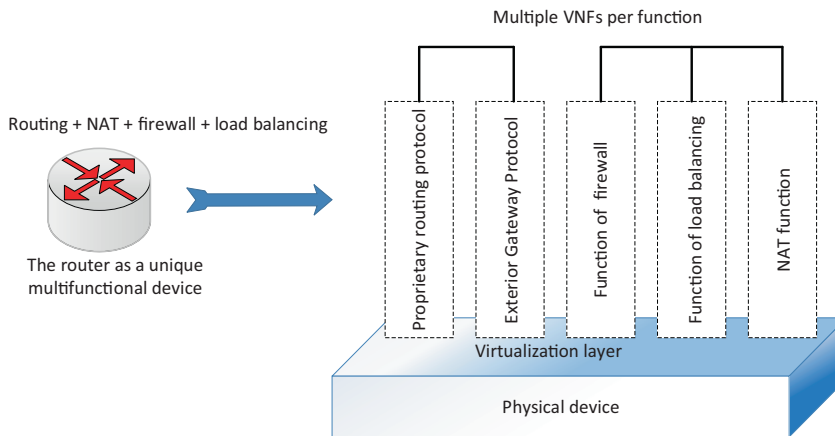 Multiple VNFs per function
Routing + NAT + firewall + load balancing
The router as a unique
multifunctional device
Proprietary routing protocol
Exterior Gateway Protocol
Function of firewall
Function of load balancing
NAT function
Virtualization layer
Physical device